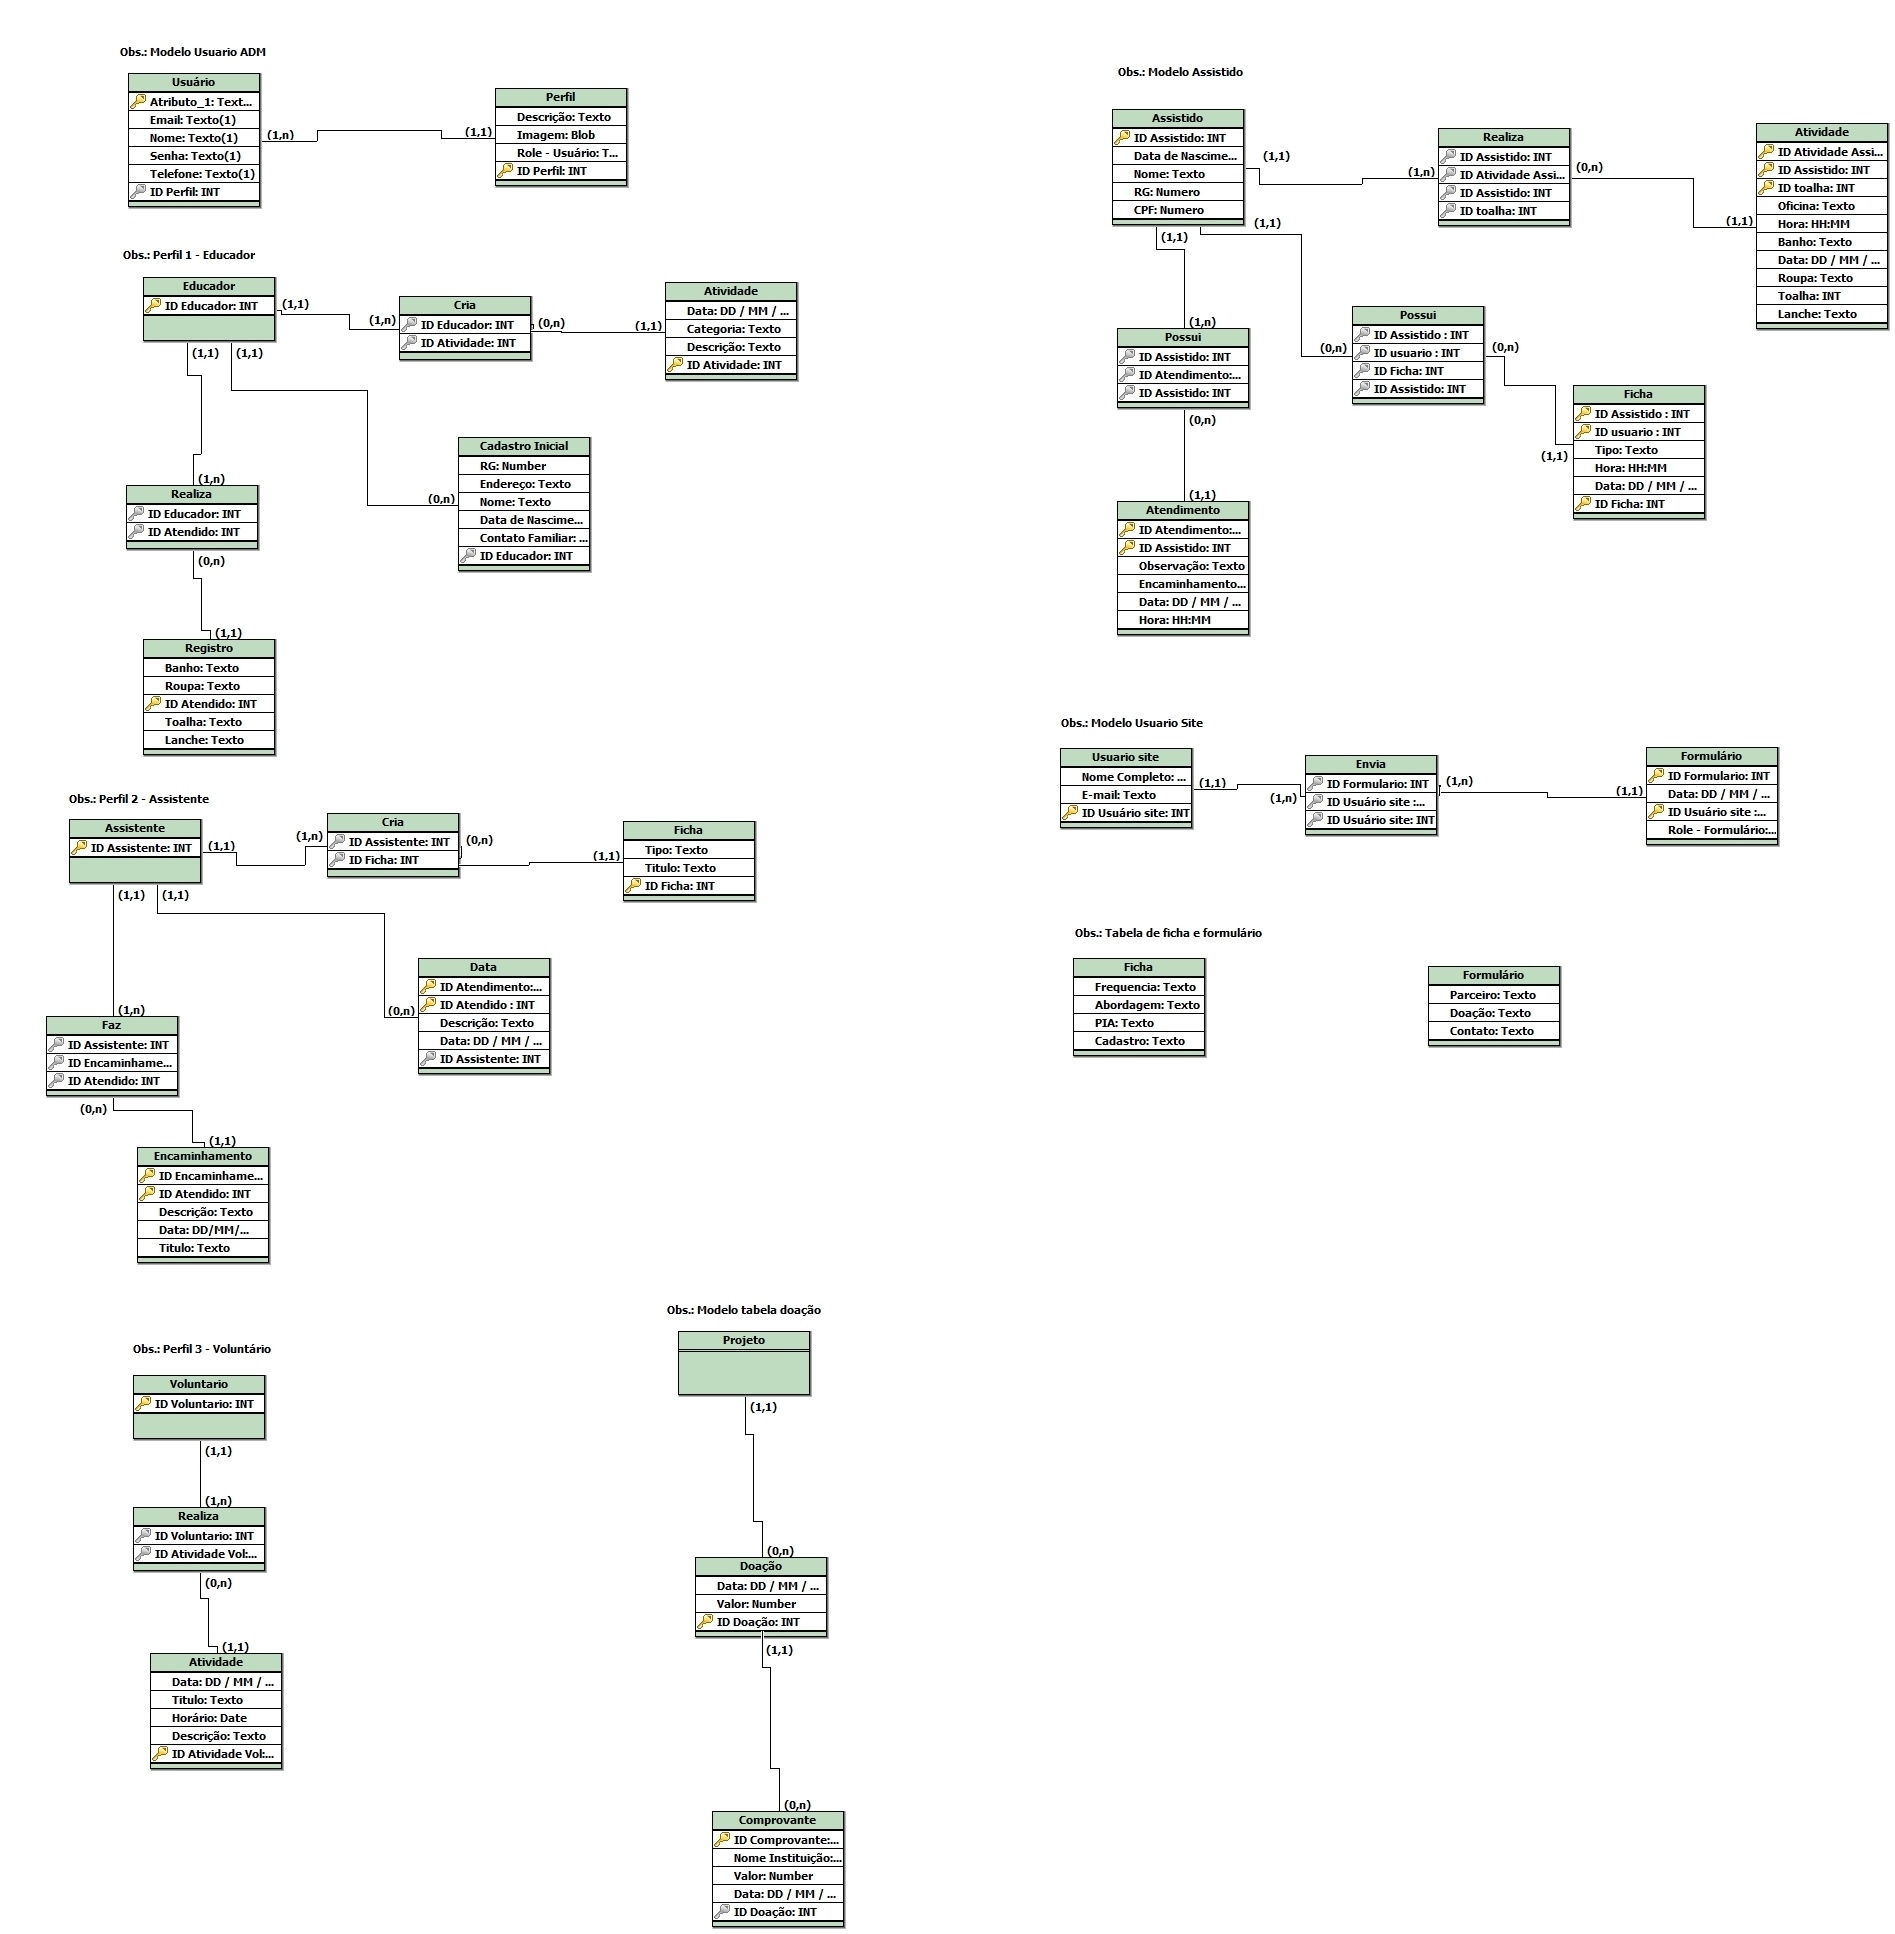 Obs.: Modelo Usuario ADM
Usuário
Atributo_1: Text...
Email: Texto(1)
Nome: Texto(1)
Senha: Texto(1)
Telefone: Texto(1)
ID Perfil: INT
(1,n)
(1,1)
Perfil
Descrição: Texto
Imagem: Blob
Role - Usuário: T...
ID Perfil: INT
Obs.: Perfil 1 - Educador
Educador
ID Educador: INT
(1,1)
(1,n)
Cria
ID Educador: INT
ID Atividade: INT
(0,n)
(1,1)
Atividade
Data: DD / MM / ...
Categoria: Texto
Descrição: Texto
ID Atividade: INT
(1,1)
(1,1)
(0,n)
Cadastro Inicial
RG: Number
Endereço: Texto
Nome: Texto
Data de Nascime...
Contato Familiar: ...
ID Educador: INT
(1,n)
Realiza
ID Educador: INT
ID Atendido: INT
(0,n)
(1,1)
Registro
Banho: Texto
Roupa: Texto
ID Atendido: INT
Toalha: Texto
Lanche: Texto
Obs.: Perfil 2 - Assistente
Assistente
ID Assistente: INT
(1,1)
(1,n)
Cria
ID Assistente: INT
ID Ficha: INT
(0,n)
(1,1)
Ficha
Tipo: Texto
Titulo: Texto
ID Ficha: INT
(1,1)
(1,1)
(0,n)
Data
ID Atendimento:...
ID Atendido : INT
Descrição: Texto
Data: DD / MM / ...
ID Assistente: INT
(1,n)
Faz
ID Assistente: INT
ID Encaminhame...
ID Atendido: INT
(0,n)
(1,1)
Encaminhamento
ID Encaminhame...
ID Atendido: INT
Descrição: Texto
Data: DD/MM/...
Titulo: Texto
Obs.: Perfil 3 - Voluntário
Voluntario
ID Voluntario: INT
(1,1)
(1,n)
Realiza
ID Voluntario: INT
ID Atividade Vol:...
(0,n)
(1,1)
Atividade
Data: DD / MM / ...
Titulo: Texto
Horário: Date
Descrição: Texto
ID Atividade Vol:...
Obs.: Modelo tabela doação
Projeto
(1,1)
(0,n)
Doação
Data: DD / MM / ...
Valor: Number
ID Doação: INT
(1,1)
(0,n)
Comprovante
ID Comprovante:...
Nome Instituição:...
Valor: Number
Data: DD / MM / ...
ID Doação: INT
Obs.: Modelo Assistido
Assistido
ID Assistido: INT
Data de Nascime...
Nome: Texto
RG: Numero
CPF: Numero
(1,1)
(1,n)
Realiza
ID Assistido: INT
ID Atividade Assi...
ID Assistido: INT
ID toalha: INT
(0,n)
(1,1)
Atividade
ID Atividade Assi...
ID Assistido: INT
ID toalha: INT
Oficina: Texto
Hora: HH:MM
Banho: Texto
Data: DD / MM / ...
Roupa: Texto
Toalha: INT
Lanche: Texto
(1,1)
(1,1)
(0,n)
Possui
ID Assistido : INT
ID usuario : INT
ID Ficha: INT
ID Assistido: INT
(0,n)
(1,1)
Ficha
ID Assistido : INT
ID usuario : INT
Tipo: Texto
Hora: HH:MM
Data: DD / MM / ...
ID Ficha: INT
(1,n)
Possui
ID Assistido: INT
ID Atendimento:...
ID Assistido: INT
(0,n)
(1,1)
Atendimento
ID Atendimento:...
ID Assistido: INT
Observação: Texto
Encaminhamento...
Data: DD / MM / ...
Hora: HH:MM
Obs.: Modelo Usuario Site
Usuario site
Nome Completo: ...
E-mail: Texto
ID Usuário site: INT
(1,1)
(1,n)
Envia
ID Formulario: INT
ID Usuário site :...
ID Usuário site: INT
(1,n)
(1,1)
Formulário
ID Formulario: INT
Data: DD / MM / ...
ID Usuário site :...
Role - Formulário:...
Obs.: Tabela de ficha e formulário
Ficha
Frequencia: Texto
Abordagem: Texto
PIA: Texto
Cadastro: Texto
Formulário
Parceiro: Texto
Doação: Texto
Contato: Texto